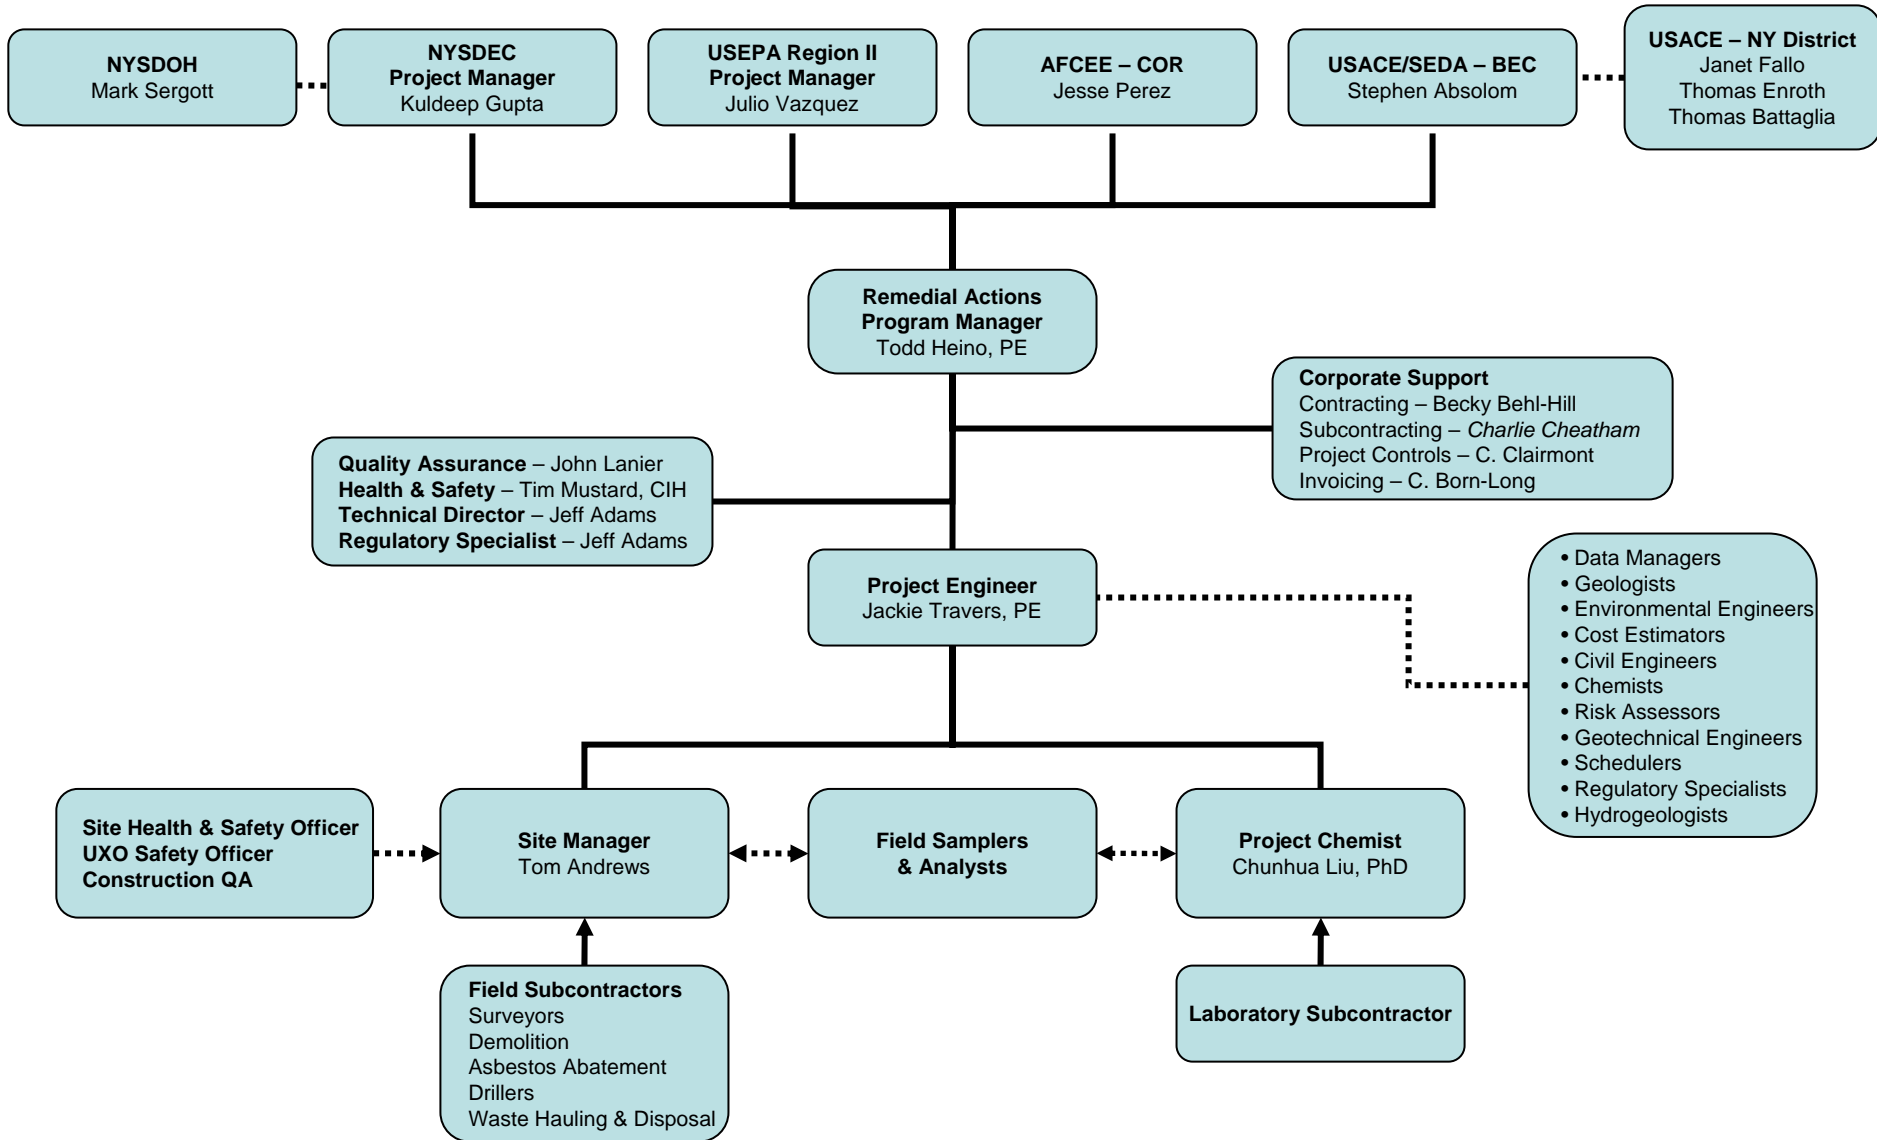 NYSDOH
Mark Sergott
NYSDEC
Project Manager
Kuldeep Gupta
USEPA Region II
Project Manager
Julio Vazquez
AFCEE – COR
Jesse Perez
USACE/SEDA – BEC
Stephen Absolom
USACE – NY District
Janet Fallo
Thomas Enroth
Thomas Battaglia
Remedial Actions
Program Manager
Todd Heino, PE
Corporate Support
Contracting – Becky Behl-Hill
Subcontracting – Charlie Cheatham
Project Controls – C. Clairmont
Invoicing – C. Born-Long
Quality Assurance – John Lanier
Health & Safety – Tim Mustard, CIH
Technical Director – Jeff Adams
Regulatory Specialist – Jeff Adams
Project Engineer
Jackie Travers, PE
• Data Managers
• Geologists
• Environmental Engineers
• Cost Estimators
• Civil Engineers
• Chemists
• Risk Assessors
• Geotechnical Engineers
• Schedulers
• Regulatory Specialists
• Hydrogeologists
Site Health & Safety Officer
UXO Safety Officer
Construction QA
Site Manager
Tom Andrews
Field Samplers
& Analysts
Project Chemist
Chunhua Liu, PhD
Field Subcontractors
Surveyors
Demolition
Asbestos Abatement
Drillers
Waste Hauling & Disposal
Laboratory Subcontractor